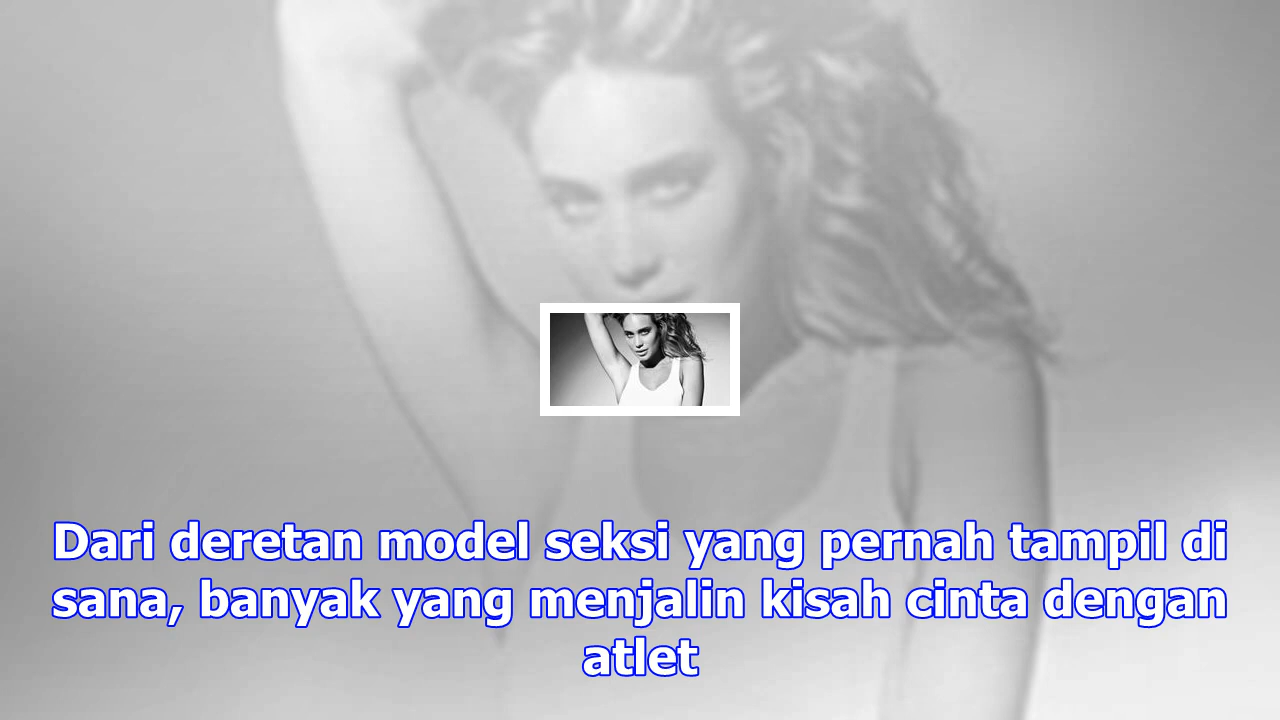 Dari deretan model seksi yang pernah tampil di
sana, banyak yang menjalin kisah cinta dengan
atlet